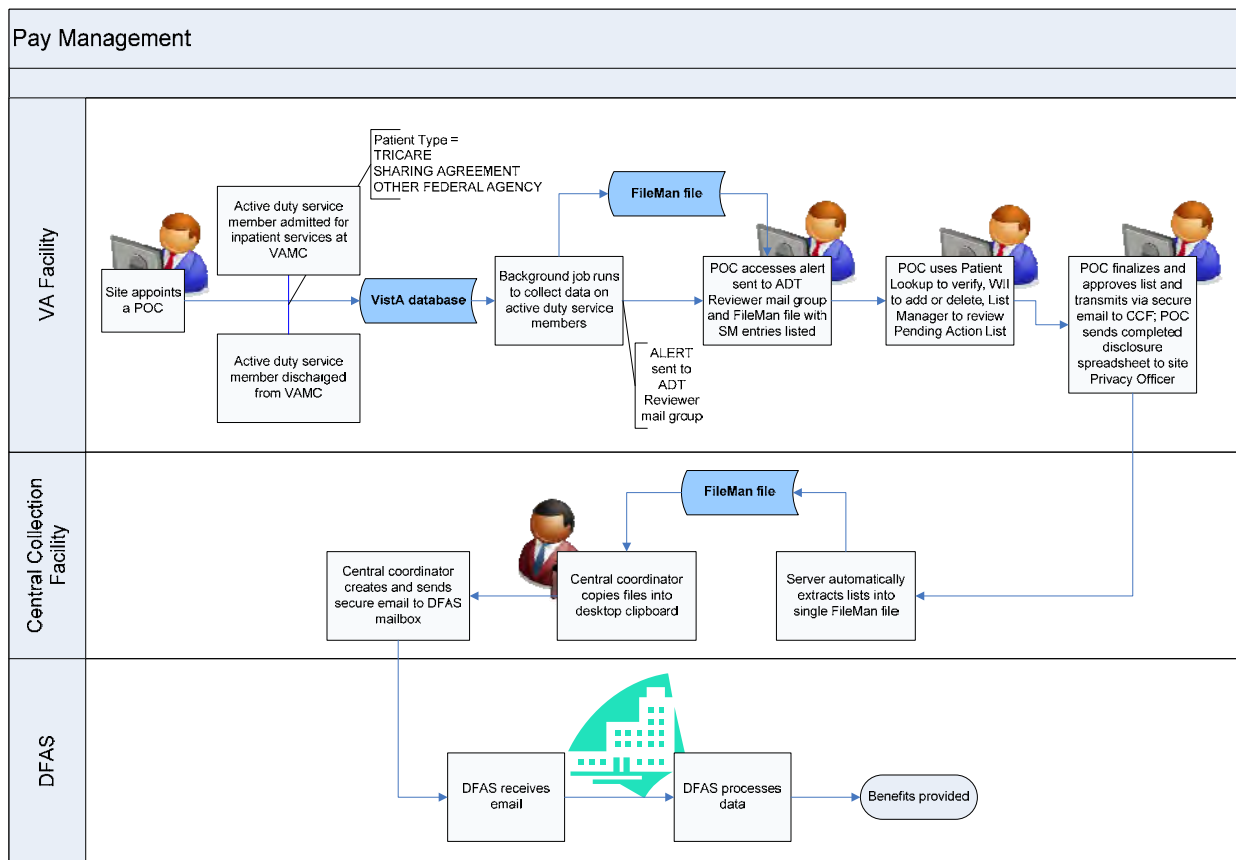 Pay Management
VA Facility
Patient Type =
TRICARE
SHARING AGREEMENT
OTHER FEDERAL AGENCY
Site appoints
a POC
Active duty service
member admitted for
inpatient services at
VAMC
Active duty service
member discharged
from VAMC
VistA database
Background job runs
to collect data on
active duty service
members
FileMan file
ALERT
sent to
ADT
Reviewer
mail group
POC accesses alert
sent to ADT
Reviewer mail group
and FileMan file with
SM entries listed
POC uses Patient
Lookup to verify, WII
to add or delete, List
Manager to review
Pending Action List
POC finalizes and
approves list and
transmits via secure
email to CCF; POC
sends completed
disclosure
spreadsheet to site
Privacy Officer
Central Collection
Facility
Server automatically
extracts lists into
single FileMan file
FileMan file
Central coordinator
copies files into
desktop clipboard
Central coordinator
creates and sends
secure email to DFAS
mailbox
DFAS
DFAS receives
email
DFAS processes
data
Benefits provided